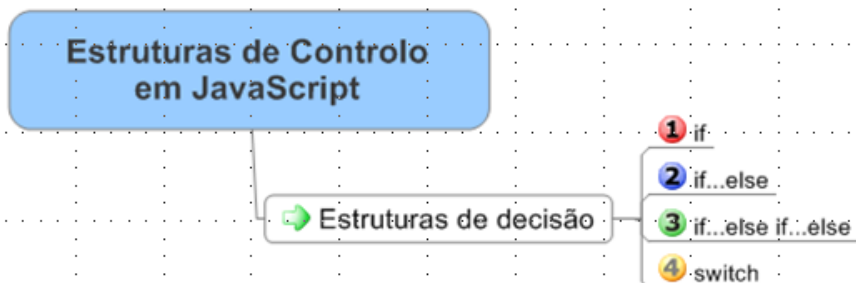 Estruturas de Controlo
em JavaScript
1 if
2 if...else
Estruturas de decisão
3 if...else if...else
4 switch